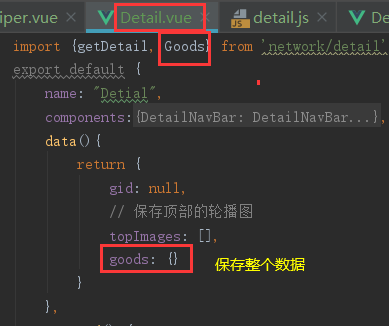 iper.vue × Detail.vue × detail.js × De
import {getDetail, Goods} from 'network/detail'
export default {
name: "Detial",
components:{DetailNavBar: DetailNavBar...},
data(){
return {
gid: null,
// 保存顶部的轮播图
topImages: [],
goods: {} 保存整个数据
}
},